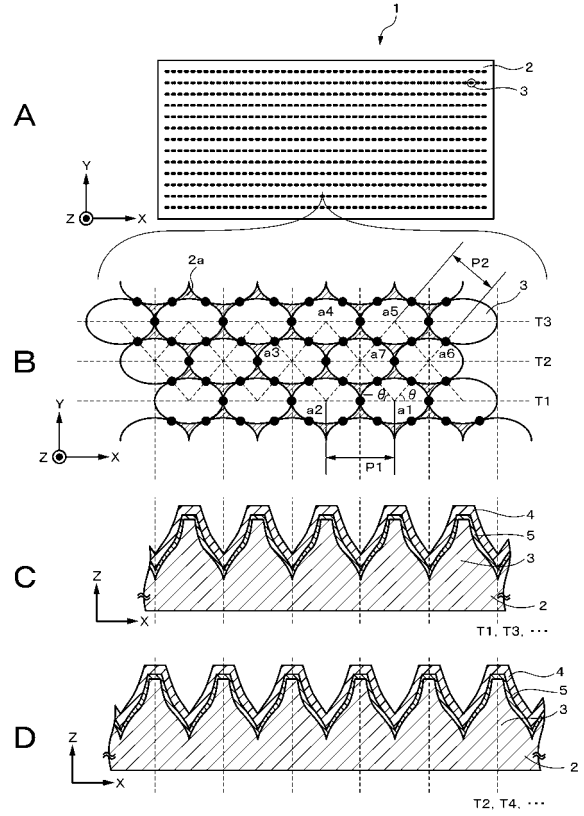 1
2
3
A
Y
Z
X
2a
P2
3
a4
a5
T3
B
a3
a7
a6
T2
θ
θ
a2
a1
T1
Y
Z
X
P1
4
5
C
3
Z
2
X
T1, T3, ···
4
5
D
3
Z
2
X
T2, T4, ···